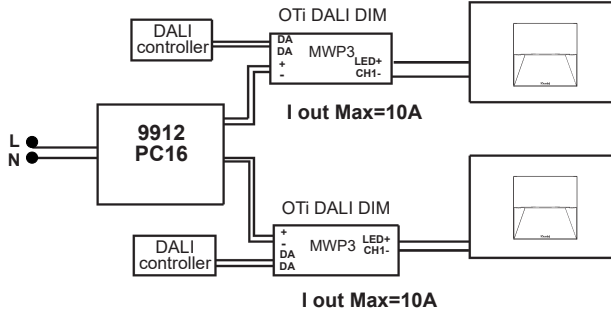 OTi DALI DIM
DALI
controller
DA
DA
+
-
MWP3
LED+
CH1-
I out Max=10A
L
N
9912
PC16
OTi DALI DIM
+
-
DA
DA
MWP3
LED+
CH1-
DALI
controller
I out Max=10A